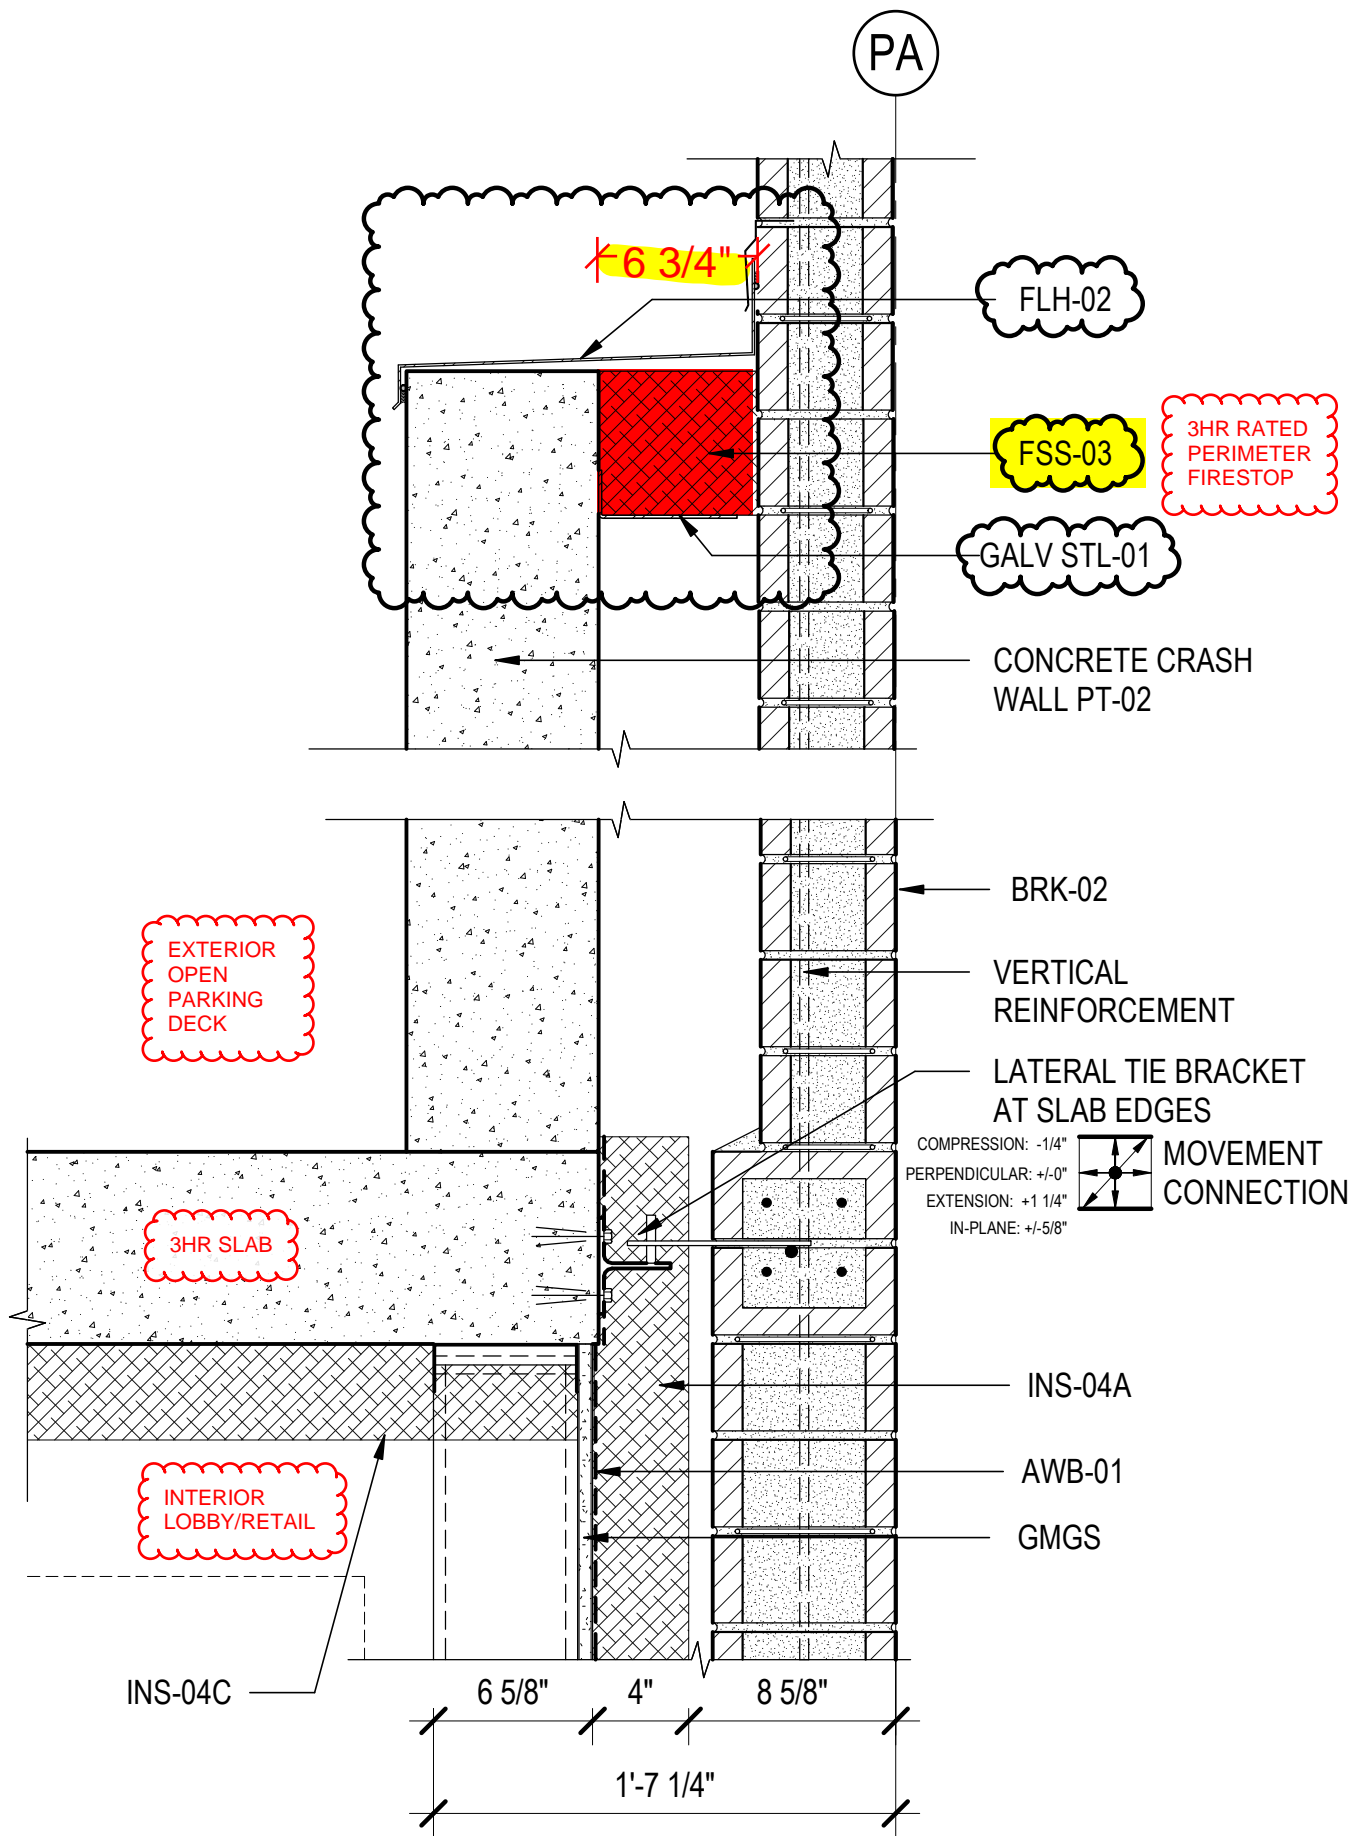 PA
6 3/4"
FLH-02
FSS-03
3HR RATED
PERIMETER
FIRESTOP
GALV STL-01
CONCRETE CRASH
WALL PT-02
BRK-02
EXTERIOR
OPEN
PARKING
DECK
VERTICAL
REINFORCEMENT
LATERAL TIE BRACKET
AT SLAB EDGES
COMPRESSION: -1/4"
PERPENDICULAR: +/-0"
EXTENSION: +1 1/4"
IN-PLANE: +/-5/8"
MOVEMENT
CONNECTION
3HR SLAB
INS-04A
AWB-01
INTERIOR
LOBBY/RETAIL
GMGS
INS-04C
6 5/8"
4"
8 5/8"
1'-7 1/4"